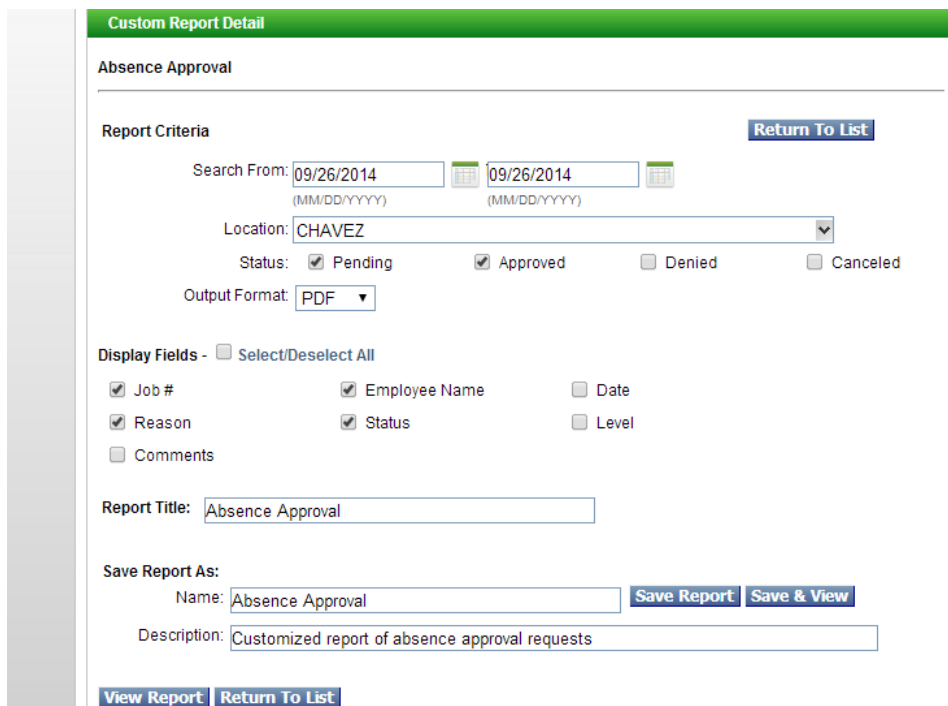 Custom Report Detail
Absence Approval
Report Criteria Return To List
Search From: 09/26/2014 09/26/2014
(MM/DD/YYYY) (MM/DD/YYYY)
Location: CHAVEZ
Status: Pending Approved Denied Canceled
Output Format: PDF
Display Fields - Select/Deselect All
Job # Employee Name Date
Reason Status Level
Comments
Report Title: Absence Approval
Save Report As:
Name: Absence Approval Save Report Save & View
Description: Customized report of absence approval requests
View Report Return To List